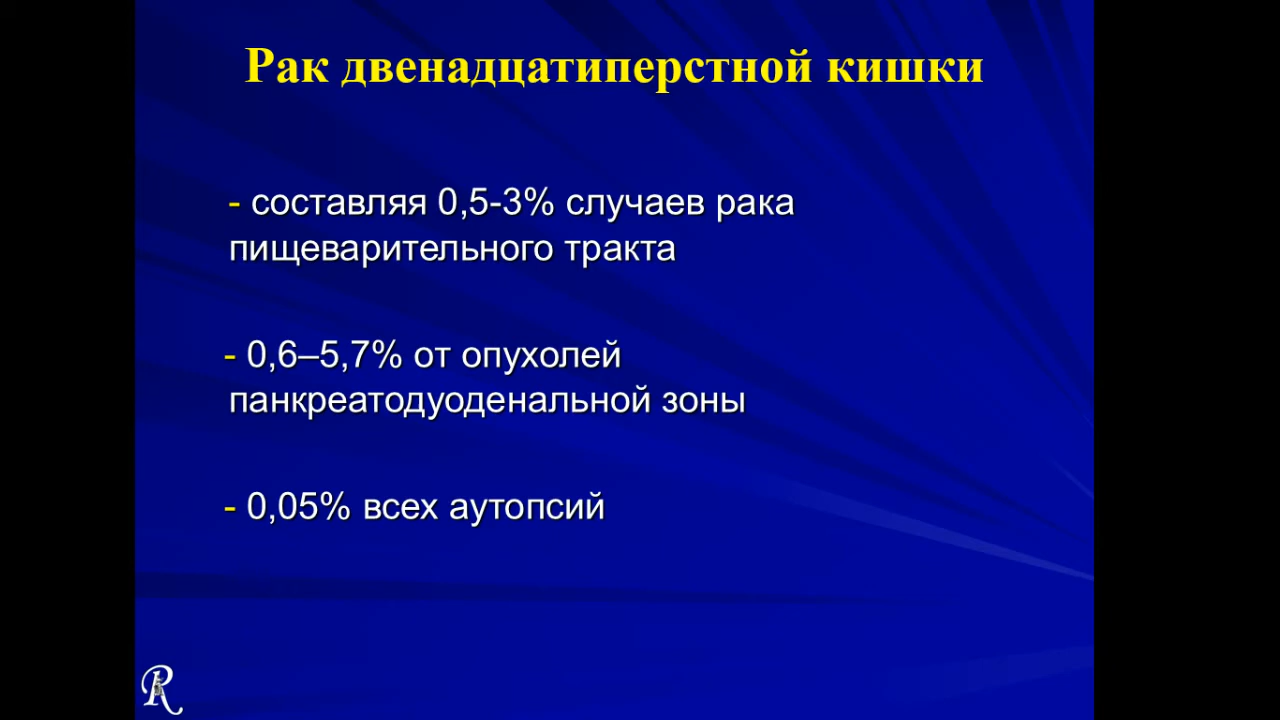 Рак двенадцатиперстной кишки
- составляя 0,5-3% случаев рака
пищеварительного тракта
- 0,6–5,7% от опухолей
панкреатодуоденальной зоны
- 0,05% всех аутопсий
R